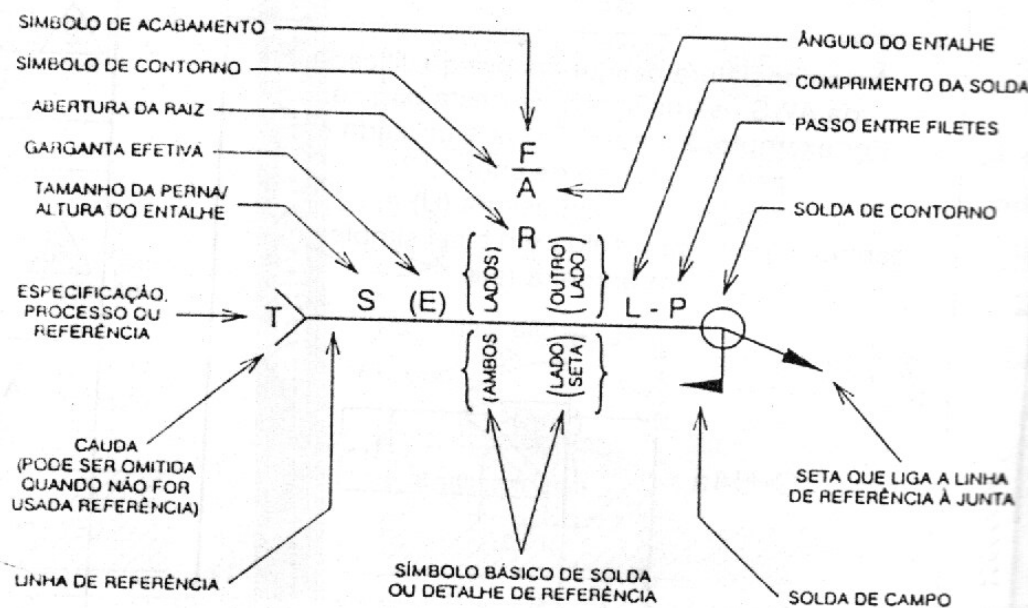 SIMBOLO DE ACABAMENTO
SÍMBOLO DE CONTORNO
ABERTURA DA RAIZ
GARGANTA EFETIVA
TAMANHO DA PERNA/
ALTURA DO ENTALHE
ESPECIFICAÇÃO,
PROCESSO OU
REFERÊNCIA
CAUDA
(PODE SER OMITIDA
QUANDO NÃO FOR
USADA REFERÊNCIA)
LINHA DE REFERÊNCIA
F
A
R
T
S
(E)
(AMBOS LADOS)
(OUTRO
LADO)
(LADO
SETA)
L - P
SÍMBOLO BÁSICO DE SOLDA
OU DETALHE DE REFERÊNCIA
ÂNGULO DO ENTALHE
COMPRIMENTO DA SOLDA
PASSO ENTRE FILETES
SOLDA DE CONTORNO
SETA QUE LIGA A LINHA
DE REFERÊNCIA À JUNTA
SOLDA DE CAMPO